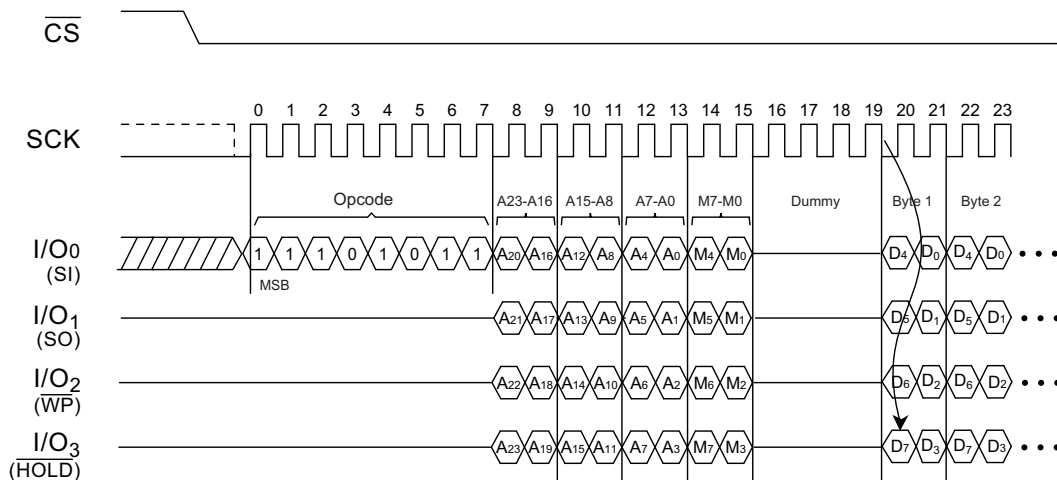 CS
0 1 2 3 4 5 6 7 8 9 10 11 12 13 14 15 16 17 18 19 20 21 22 23
SCK
Opcode A23-A16 A15-A8 A7-A0 M7-M0 Dummy Byte 1 Byte 2
I/O0 1 1 1 0 1 0 1 1 A20 A16 A12 A8 A4 A0 M4 M0 D4 D0 D4 D0 • • •
(SI)
MSB
I/O1 A21 A17 A13 A9 A5 A1 M5 M1 D5 D1 D5 D1 • • •
(SO)
I/O2 A22 A18 A14 A10 A6 A2 M6 M2 D6 D2 D6 D2 • • •
(WP)
I/O3 A23 A19 A15 A11 A7 A3 M7 M3 D7 D3 D7 D3 • • •
(HOLD)